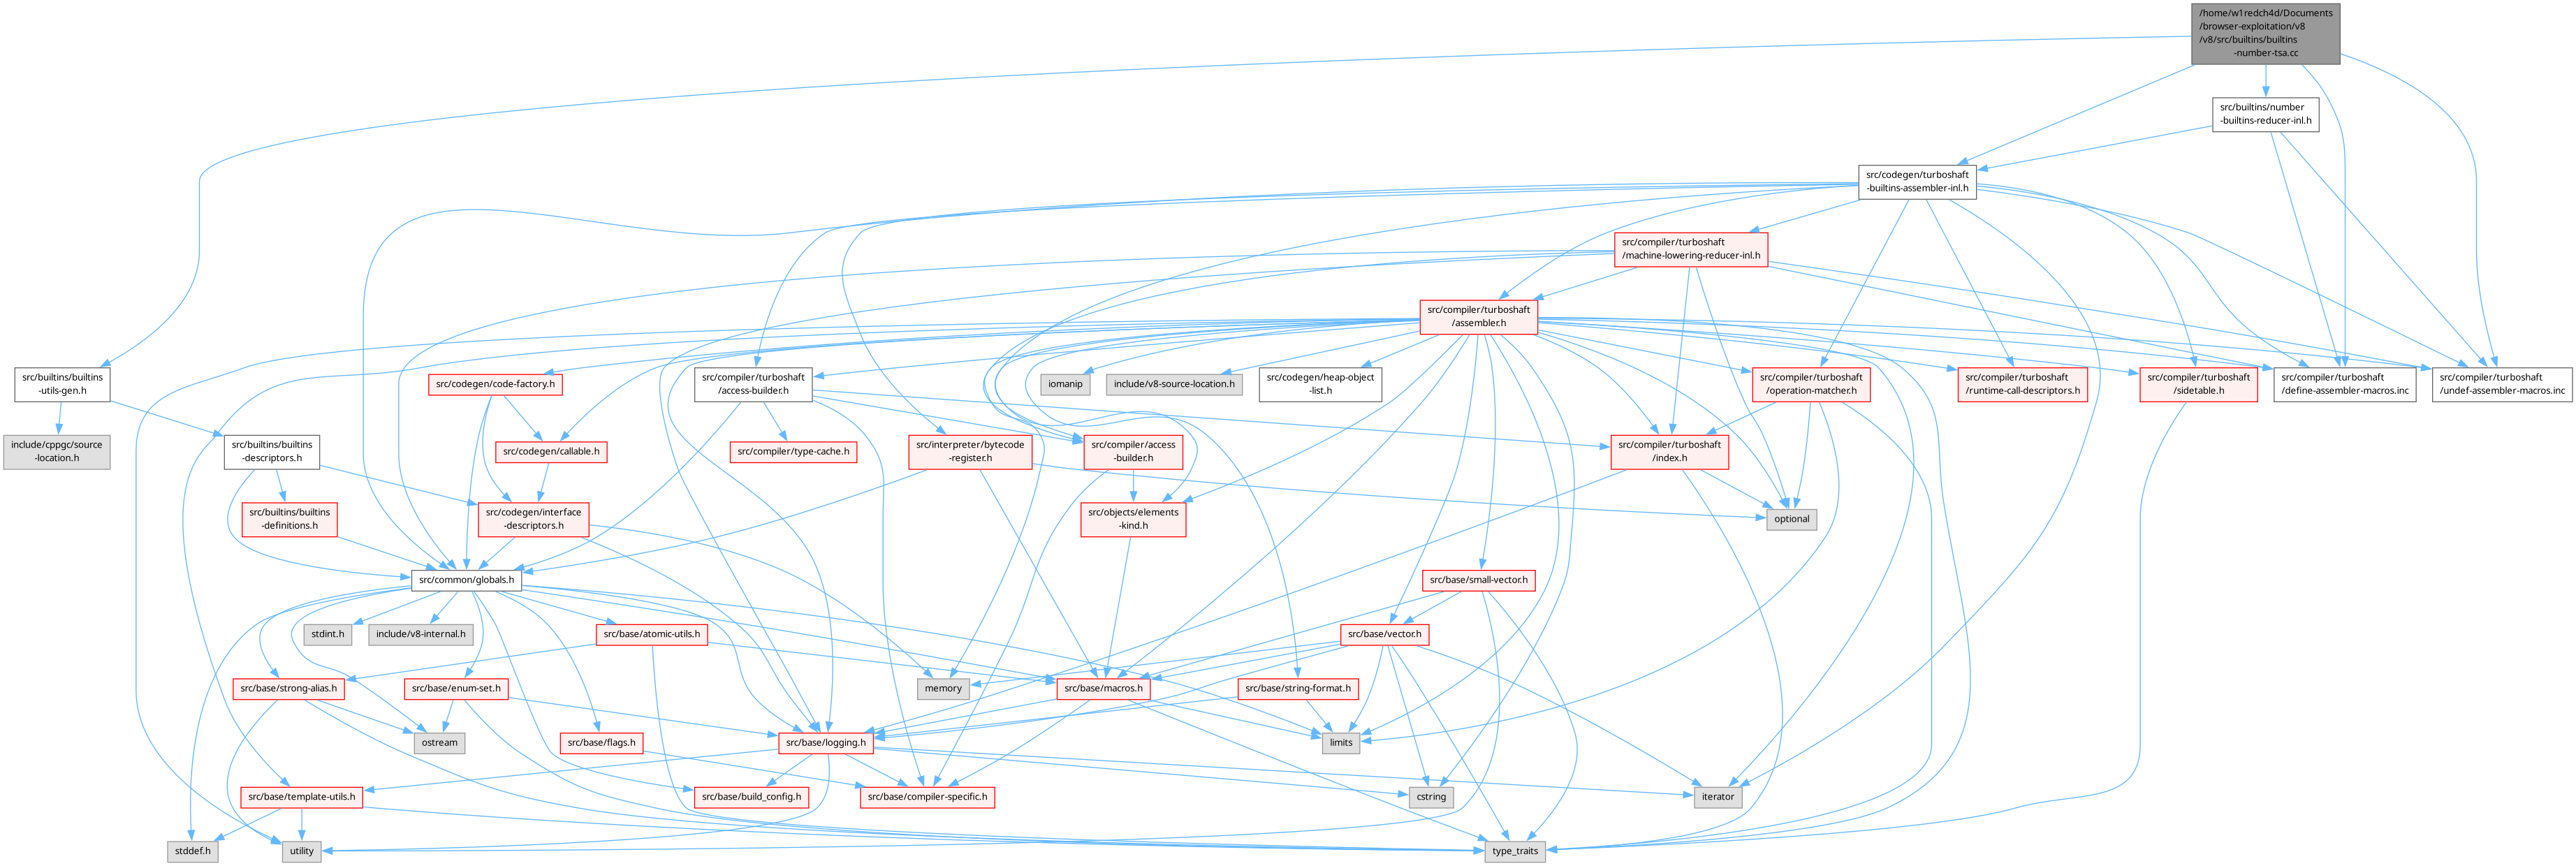 /home/w1redch4d/Documents
/browser-exploitation/v8
/v8/src/builtins/builtins
-number-tsa.cc
src/builtins/number
-builtins-reducer-inl.h
src/codegen/turboshaft
-builtins-assembler-inl.h
src/compiler/turboshaft
/machine-lowering-reducer-inl.h
src/compiler/turboshaft
/assembler.h
src/builtins/builtins
-utils-gen.h
src/codegen/code-factory.h
src/compiler/turboshaft
/access-builder.h
iomanip
include/v8-source-location.h
src/codegen/heap-object
-list.h
src/compiler/turboshaft
/operation-matcher.h
src/compiler/turboshaft
/runtime-call-descriptors.h
src/compiler/turboshaft
/sidetable.h
src/compiler/turboshaft
/define-assembler-macros.inc
src/compiler/turboshaft
/undef-assembler-macros.inc
include/cppgc/source
-location.h
src/builtins/builtins
-descriptors.h
src/codegen/callable.h
src/compiler/type-cache.h
src/interpreter/bytecode
-register.h
src/compiler/access
-builder.h
src/compiler/turboshaft
/index.h
src/builtins/builtins
-definitions.h
src/codegen/interface
-descriptors.h
src/objects/elements
-kind.h
optional
src/common/globals.h
src/base/small-vector.h
stdint.h
include/v8-internal.h
src/base/atomic-utils.h
src/base/vector.h
src/base/strong-alias.h
src/base/enum-set.h
memory
src/base/macros.h
src/base/string-format.h
ostream
src/base/flags.h
src/base/logging.h
limits
src/base/template-utils.h
src/base/build_config.h
src/base/compiler-specific.h
cstring
iterator
stddef.h
utility
type_traits